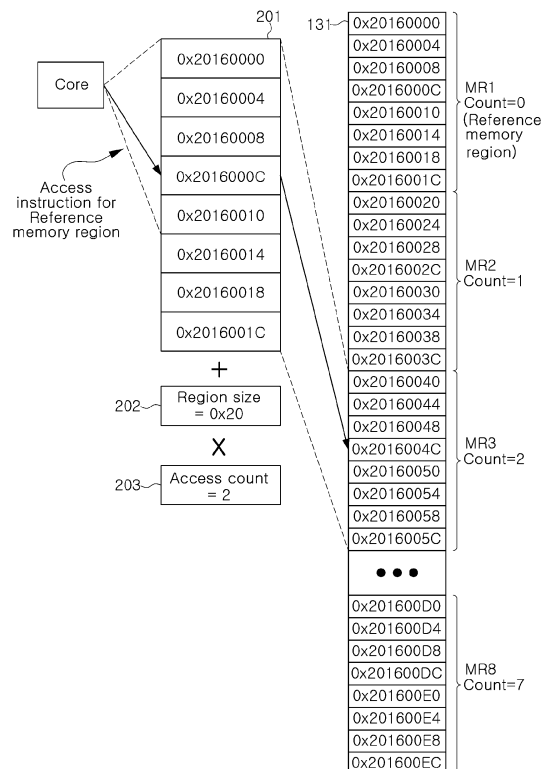 Core
Access
instruction for
Reference
memory region
201
0x20160000
0x20160004
0x20160008
0x2016000C
0x20160010
0x20160014
0x20160018
0x2016001C
+
202
Region size
= 0x20
X
203
Access count
= 2
131
0x20160000
0x20160004
0x20160008
0x2016000C
0x20160010
0x20160014
0x20160018
0x2016001C
0x20160020
0x20160024
0x20160028
0x2016002C
0x20160030
0x20160034
0x20160038
0x2016003C
0x20160040
0x20160044
0x20160048
0x2016004C
0x20160050
0x20160054
0x20160058
0x2016005C
•••
0x201600D0
0x201600D4
0x201600D8
0x201600DC
0x201600E0
0x201600E4
0x201600E8
0x201600EC
MR1
Count=0
(Reference
memory
region)
MR2
Count=1
MR3
Count=2
MR8
Count=7